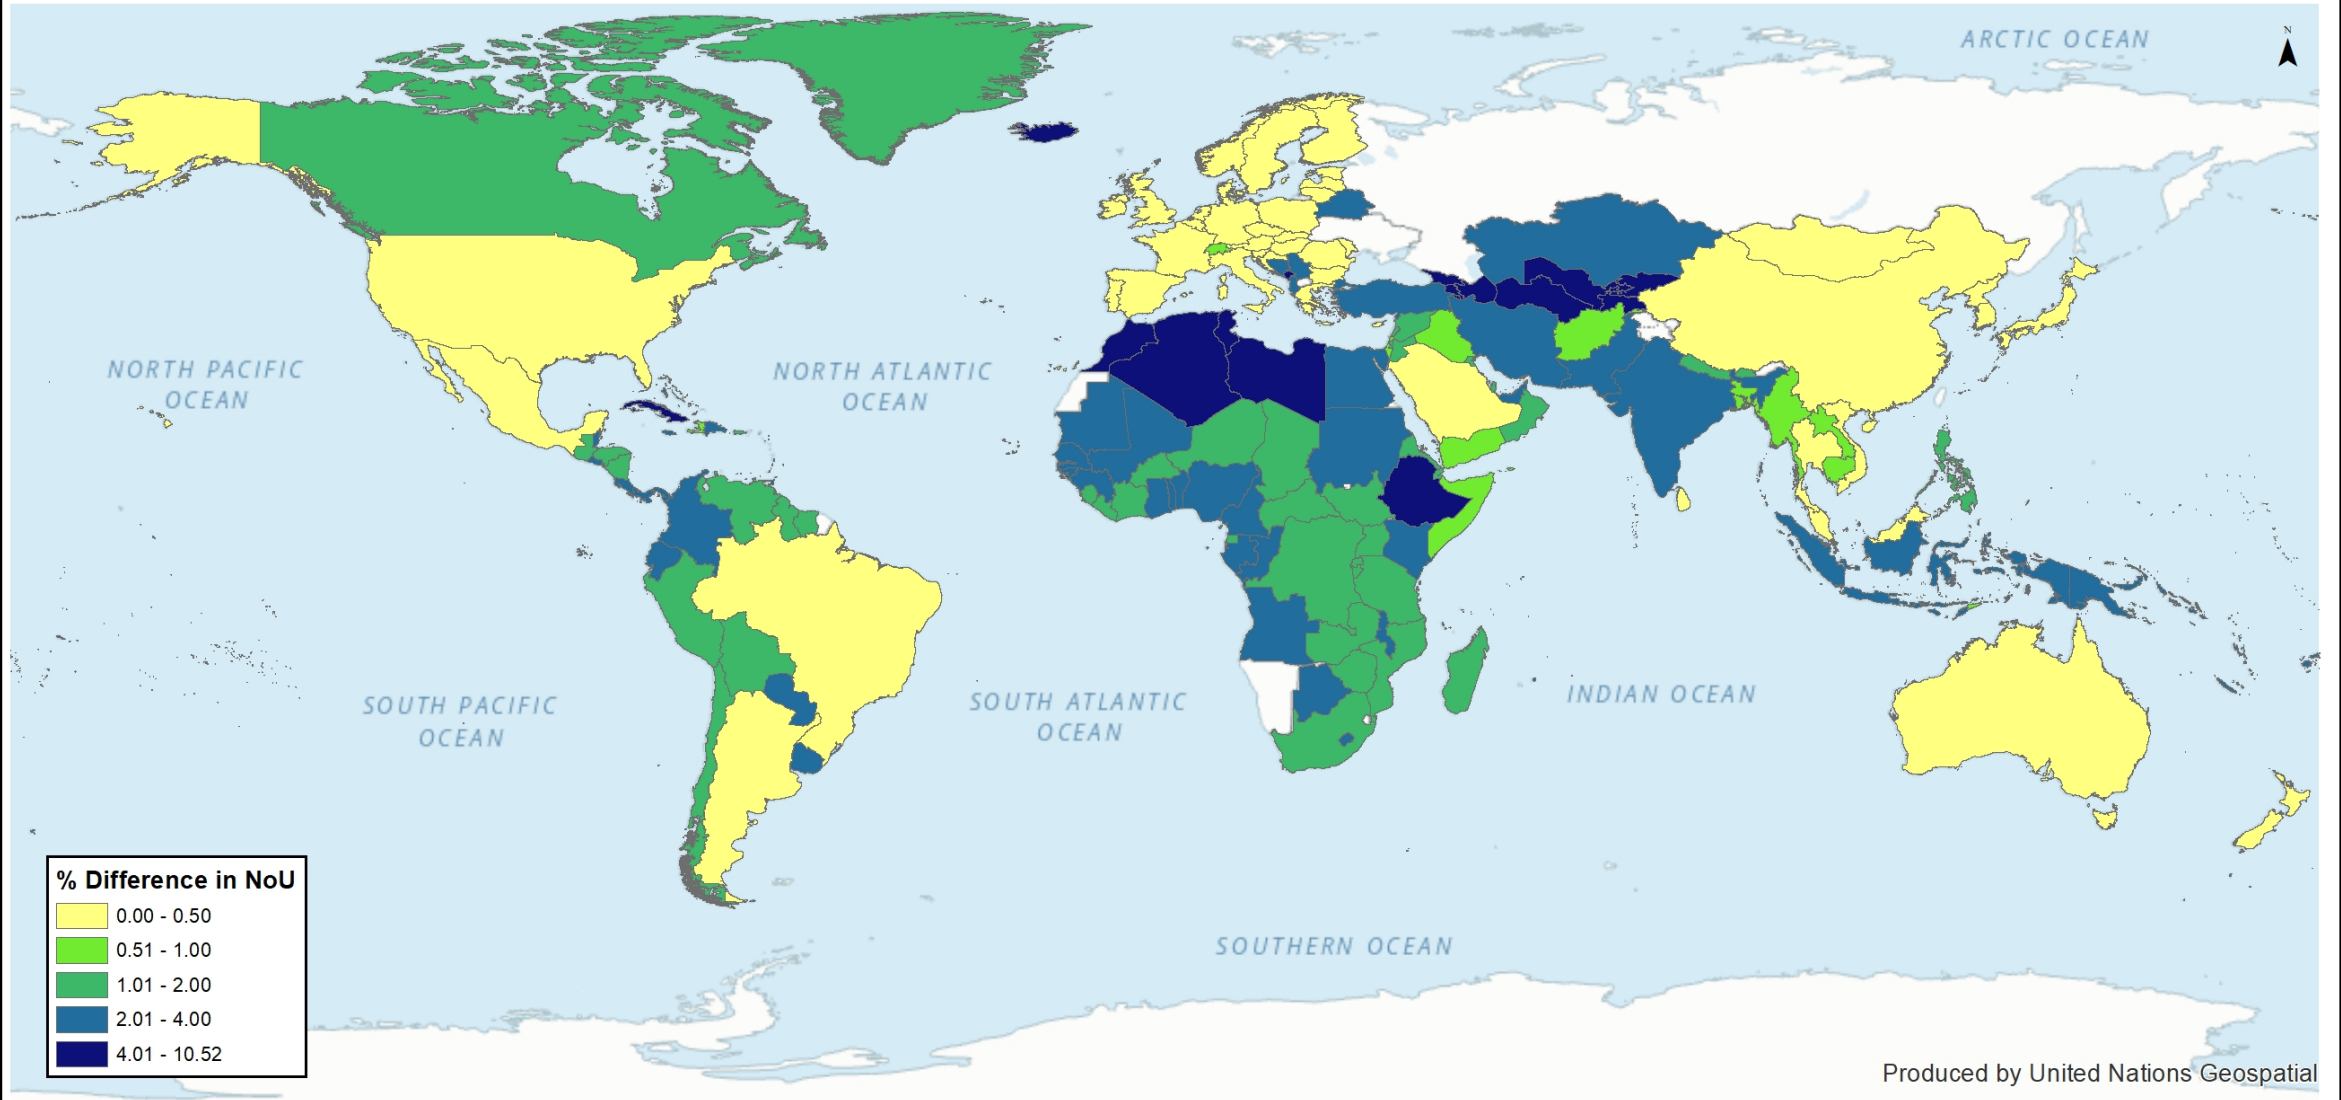 ARCTIC OCEAN
N
NORTH PACIFIC
OCEAN
NORTH ATLANTIC
OCEAN
SOUTH PACIFIC
OCEAN
SOUTH ATLANTIC
OCEAN
INDIAN OCEAN
SOUTHERN OCEAN
% Difference in NoU
0.00 - 0.50
0.51 - 1.00
1.01 - 2.00
2.01 - 4.00
4.01 - 10.52
Produced by United Nations Geospatial